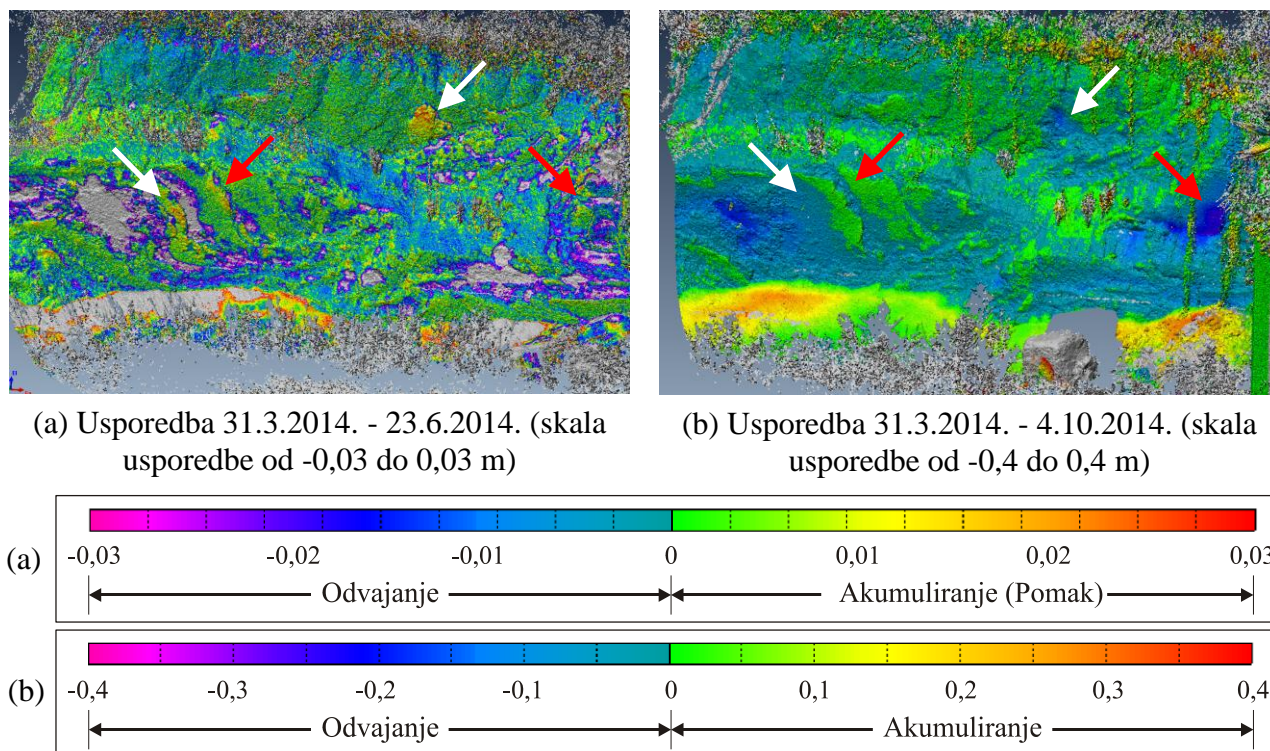 (a) Usporedba 31.3.2014. - 23.6.2014. (skala
usporedbe od -0,03 do 0,03 m)
(b) Usporedba 31.3.2014. - 4.10.2014. (skala
usporedbe od -0,4 do 0,4 m)
(a)
-0,03 -0,02 -0,01 0 0,01 0,02 0,03
Odvajanje Akumuliranje (Pomak)
(b)
-0,4 -0,3 -0,2 -0,1 0 0,1 0,2 0,3 0,4
Odvajanje Akumuliranje